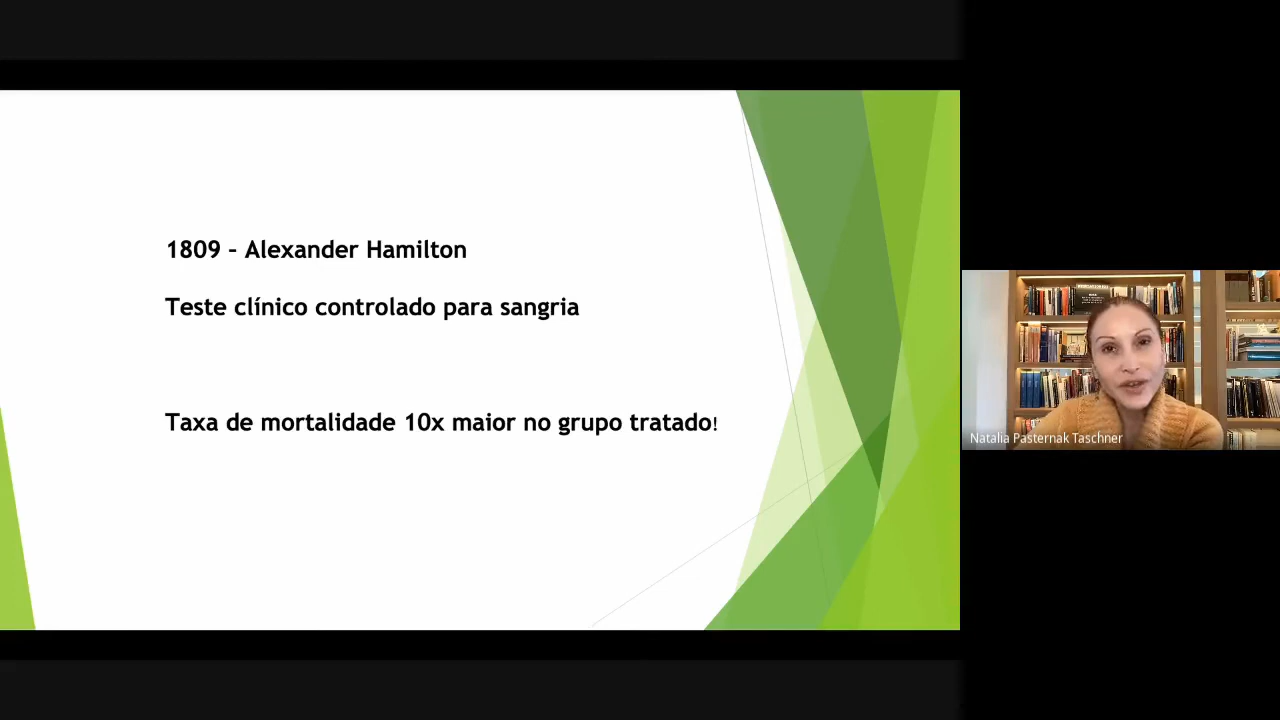 1809 – Alexander Hamilton
Teste clínico controlado para sangria
Taxa de mortalidade 10x maior no grupo tratado!
Natalia Pasternak Taschner